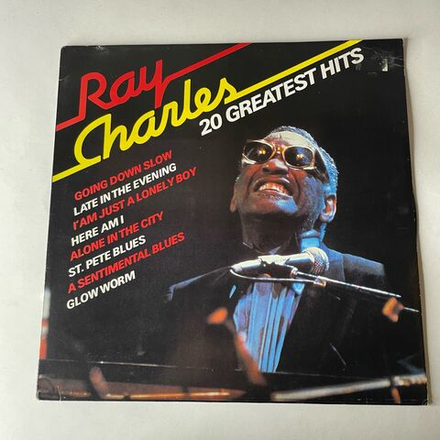 Ray
Charles
20 GREATEST HITS
GOING DOWN SLOW
LATE IN THE EVENING
I'AM JUST A LONELY BOY
HERE AM I
ALONE IN THE CITY
ST. PETE BLUES
A SENTIMENTAL BLUES
GLOW WORM